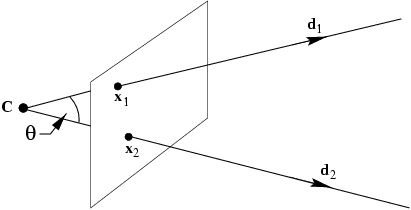 d₁
C
x₁
θ
x₂
d₂